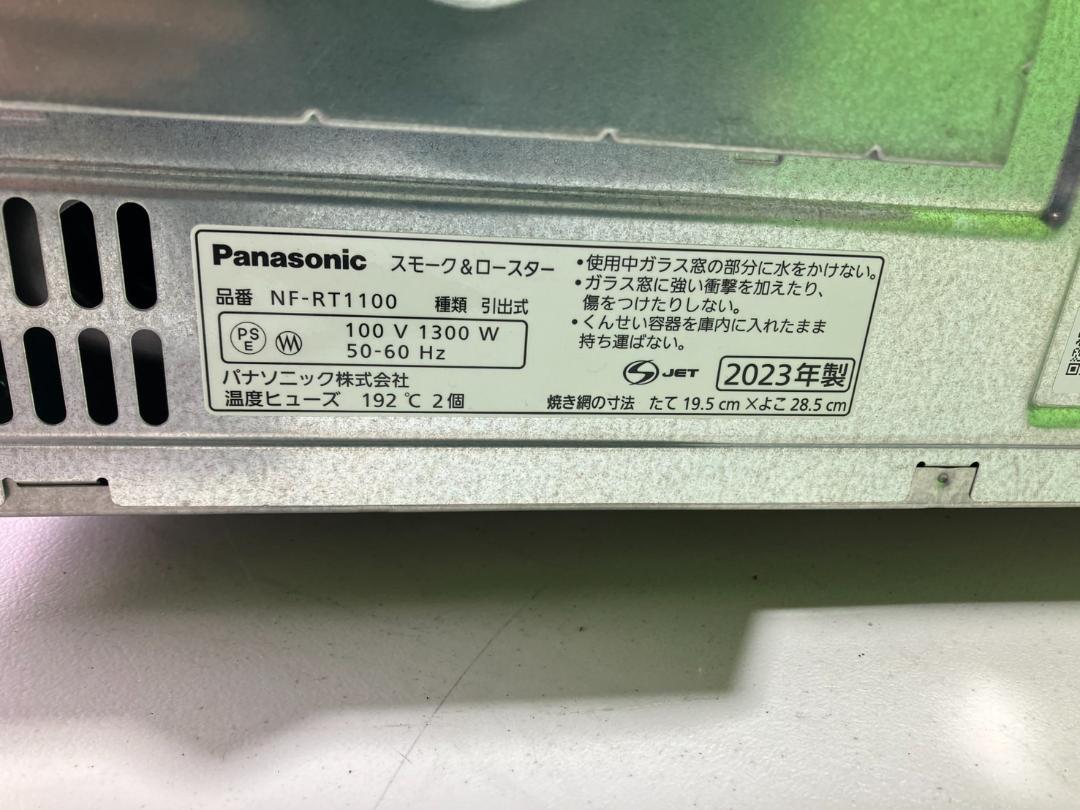 Panasonic スモーク&ロースター
品番 NF-RT1100 種類 引出式
PS
E
100 V 1300 W
50-60 Hz
パナソニック株式会社
温度ヒューズ 192 ℃ 2個
・使用中ガラス窓の部分に水をかけない。
・ガラス窓に強い衝撃を加えたり、
傷をつけたりしない。
・くんせい容器を庫内に入れたまま
持ち運ばない。
JET 2023年製
焼き網の寸法 たて 19.5 cm×よこ 28.5 cm